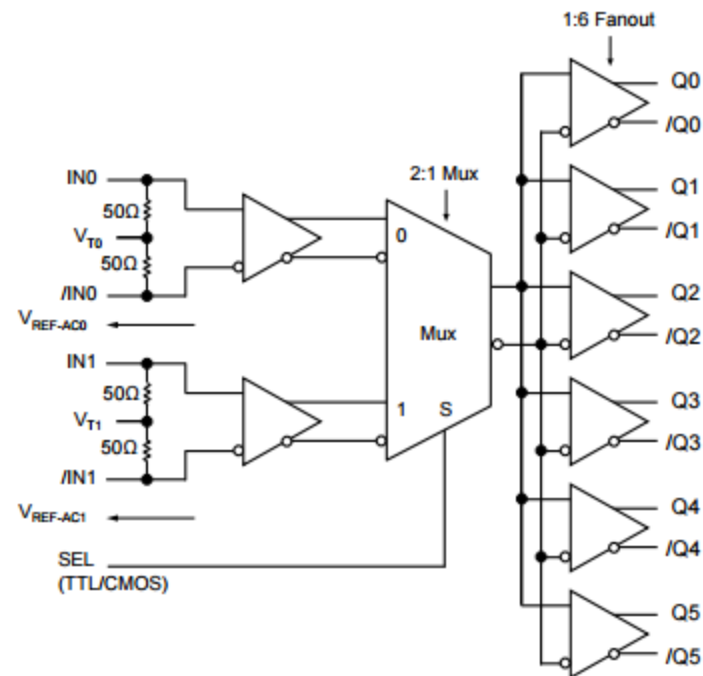 1:6 Fanout
Q0
/Q0
2:1 Mux
IN0
50Ω
VT0
50Ω
/IN0
VREF-AC0
0
Q1
/Q1
Q2
/Q2
Mux
IN1
50Ω
VT1
50Ω
/IN1
VREF-AC1
1 S
Q3
/Q3
Q4
/Q4
SEL
(TTL/CMOS)
Q5
/Q5